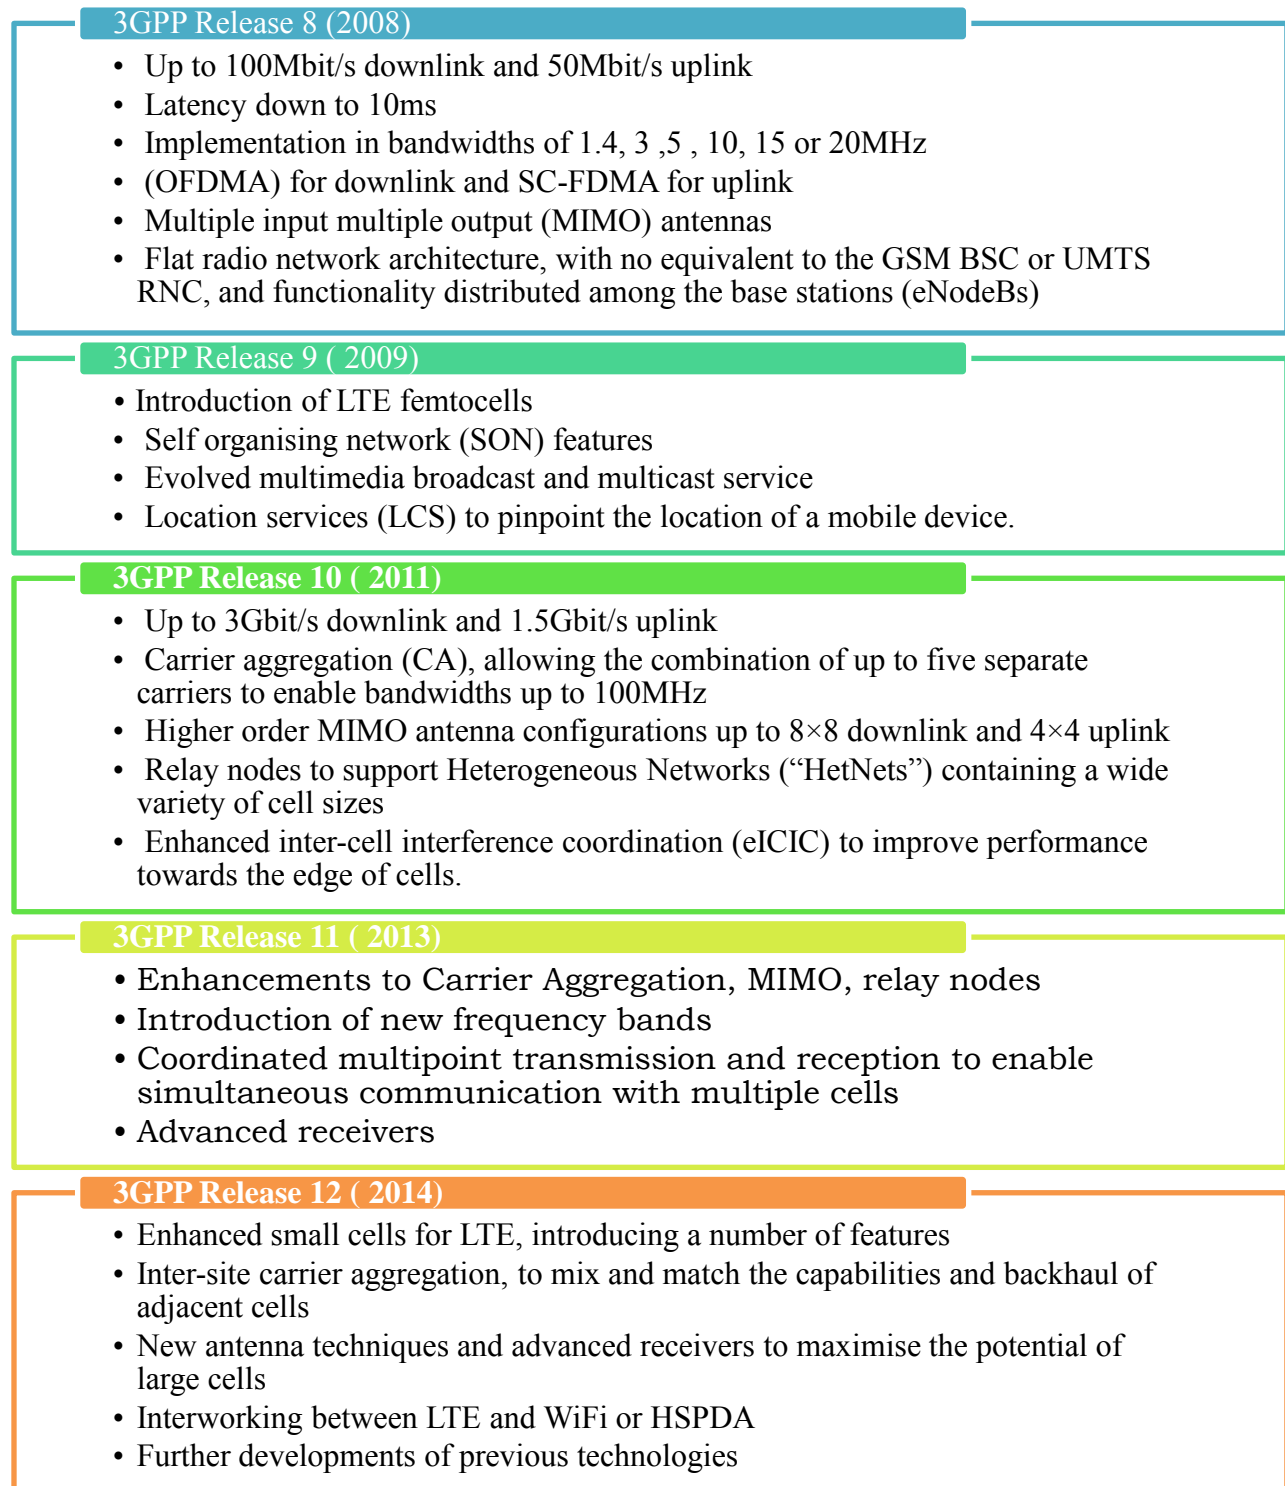 3GPP Release 8 (2008)
• Up to 100Mbit/s downlink and 50Mbit/s uplink
• Latency down to 10ms
• Implementation in bandwidths of 1.4, 3 ,5 , 10, 15 or 20MHz
• (OFDMA) for downlink and SC-FDMA for uplink
• Multiple input multiple output (MIMO) antennas
• Flat radio network architecture, with no equivalent to the GSM BSC or UMTS
RNC, and functionality distributed among the base stations (eNodeBs)
3GPP Release 9 ( 2009)
• Introduction of LTE femtocells
• Self organising network (SON) features
• Evolved multimedia broadcast and multicast service
• Location services (LCS) to pinpoint the location of a mobile device.
3GPP Release 10 ( 2011)
• Up to 3Gbit/s downlink and 1.5Gbit/s uplink
• Carrier aggregation (CA), allowing the combination of up to five separate
carriers to enable bandwidths up to 100MHz
• Higher order MIMO antenna configurations up to 8×8 downlink and 4×4 uplink
• Relay nodes to support Heterogeneous Networks (“HetNets”) containing a wide
variety of cell sizes
• Enhanced inter-cell interference coordination (eICIC) to improve performance
towards the edge of cells.
3GPP Release 11 ( 2013)
• Enhancements to Carrier Aggregation, MIMO, relay nodes
• Introduction of new frequency bands
• Coordinated multipoint transmission and reception to enable
simultaneous communication with multiple cells
• Advanced receivers
3GPP Release 12 ( 2014)
• Enhanced small cells for LTE, introducing a number of features
• Inter-site carrier aggregation, to mix and match the capabilities and backhaul of
adjacent cells
• New antenna techniques and advanced receivers to maximise the potential of
large cells
• Interworking between LTE and WiFi or HSPDA
• Further developments of previous technologies